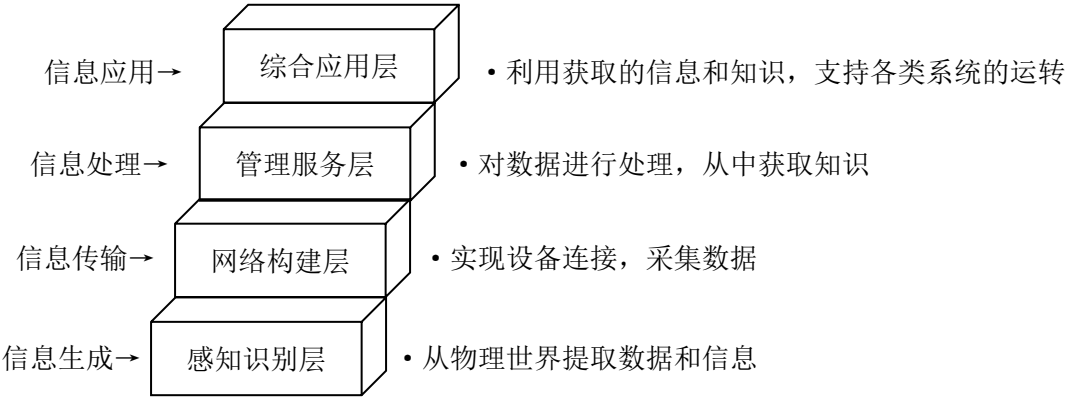 信息应用→ 综合应用层 ·利用获取的信息和知识，支持各类系统的运转
信息处理→ 管理服务层 ·对数据进行处理，从中获取知识
信息传输→ 网络构建层 ·实现设备连接，采集数据
信息生成→ 感知识别层 ·从物理世界提取数据和信息